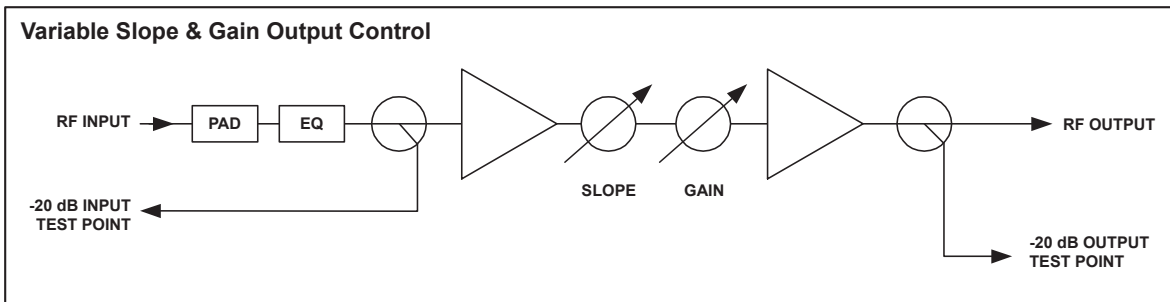 Variable Slope & Gain Output Control
RF INPUT
PAD
EQ
RF OUTPUT
SLOPE
GAIN
-20 dB INPUT
TEST POINT
-20 dB OUTPUT
TEST POINT